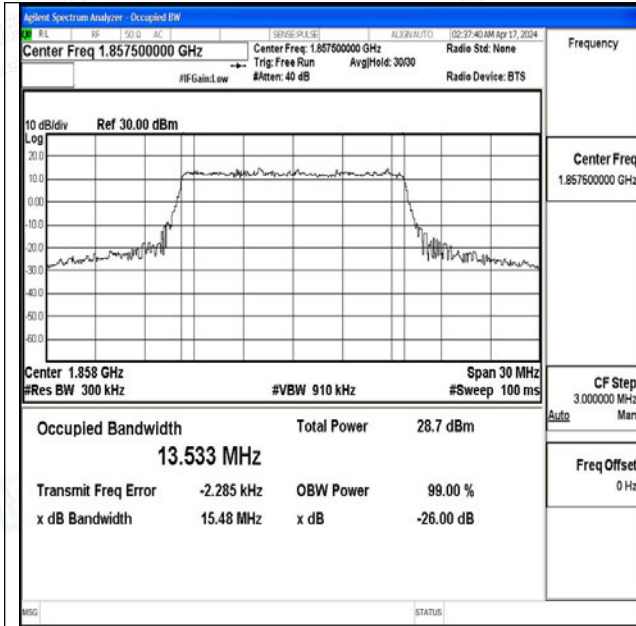 Agilent Spectrum Analyzer - Occupied BW
RL RF 50 Ω AC SENSE:PULSE ALIGNAUTO 02:37:40 AM Apr 17, 2024
Center Freq 1.857500000 GHz
Center Freq: 1.857500000 GHz
Radio Std: None
Trig: Free Run Avg|Hold: 30/30
#IFGain:Low #Atten: 40 dB Radio Device: BTS
10 dB/div Ref 30.00 dBm
Log
20.0
10.0
0.00
-10.0
-20.0
-30.0
-40.0
-50.0
-60.0
Center 1.858 GHz Span 30 MHz
#Res BW 300 kHz #VBW 910 kHz #Sweep 100 ms
Occupied Bandwidth Total Power 28.7 dBm
13.533 MHz
Transmit Freq Error -2.285 kHz OBW Power 99.00 %
x dB Bandwidth 15.48 MHz x dB -26.00 dB
MSG STATUS
Frequency
Center Freq
1.857500000 GHz
CF Step
3.000000 MHz
Auto Man
Freq Offset
0 Hz